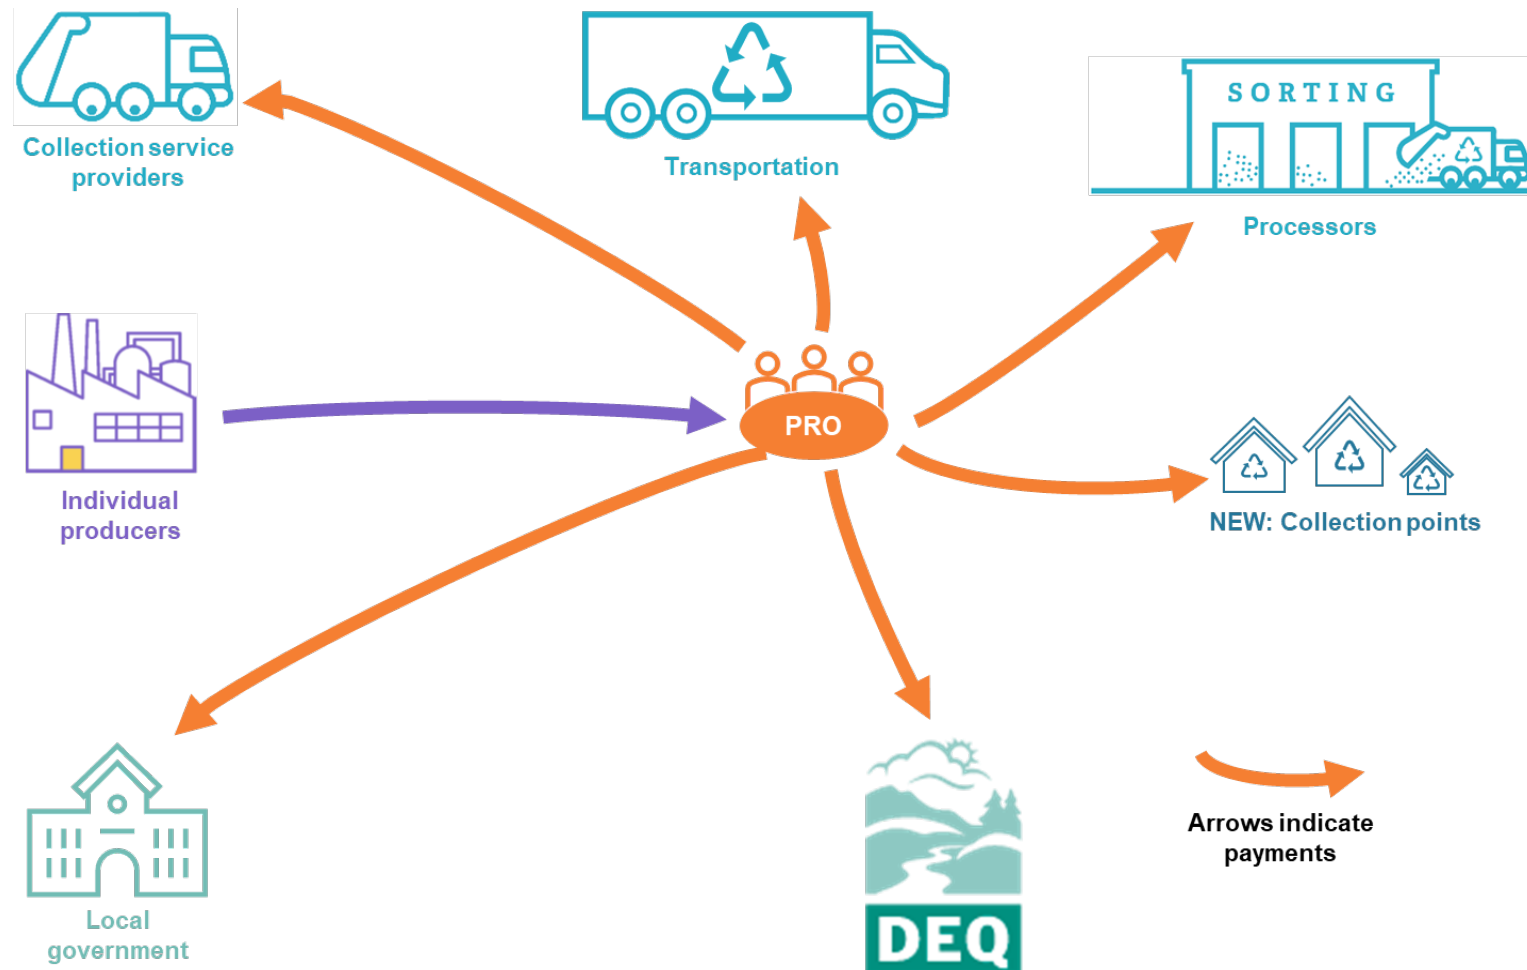 Collection service
providers
Transportation
SORTING
Processors
Individual
producers
PRO
NEW: Collection points
Local
government
DEQ
Arrows indicate
payments